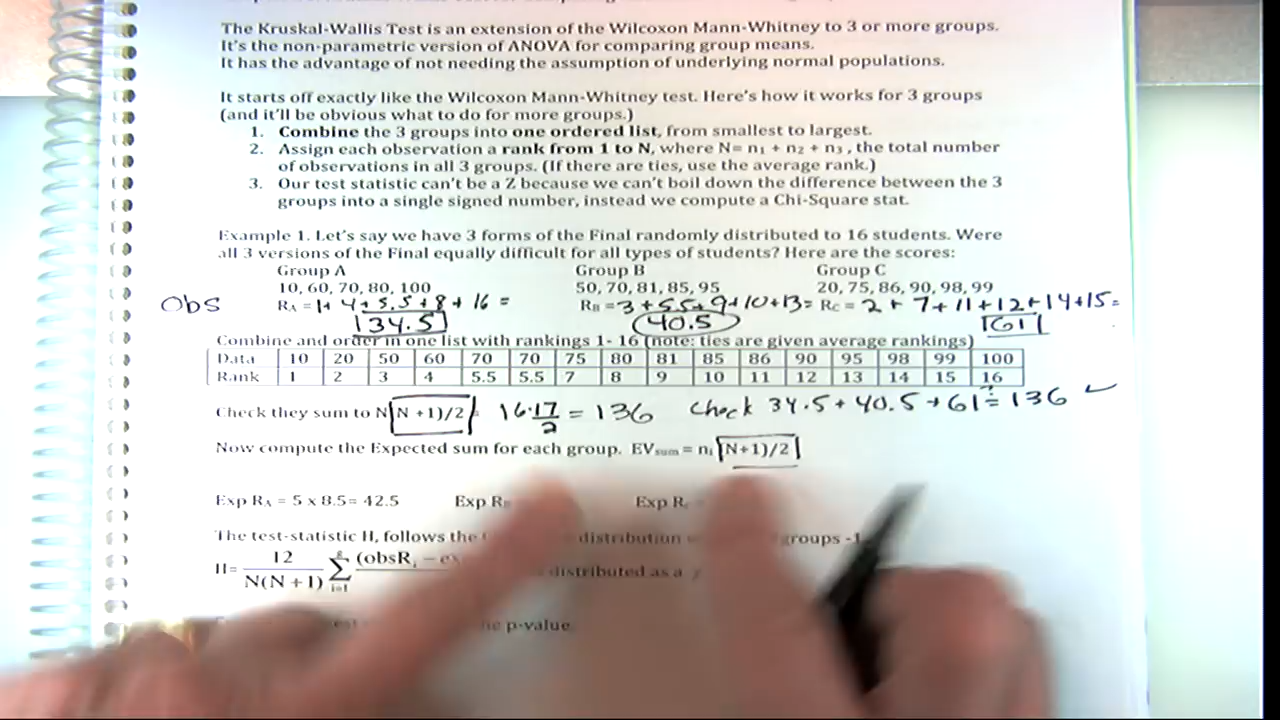 The Kruskal-Wallis Test is an extension of the Wilcoxon Mann-Whitney to 3 or more groups.
It's the non-parametric version of ANOVA for comparing group means.
It has the advantage of not needing the assumption of underlying normal populations.
It starts off exactly like the Wilcoxon Mann-Whitney test. Here's how it works for 3 groups
(and it'll be obvious what to do for more groups.)
1. Combine the 3 groups into one ordered list, from smallest to largest.
2. Assign each observation a rank from 1 to N, where N= n₁ + n₂ + n₃ , the total number
of observations in all 3 groups. (If there are ties, use the average rank.)
3. Our test statistic can't be a Z because we can't boil down the difference between the 3
groups into a single signed number, instead we compute a Chi-Square stat.
Example 1. Let's say we have 3 forms of the Final randomly distributed to 16 students. Were
all 3 versions of the Final equally difficult for all types of students? Here are the scores:
Group A Group B Group C
10, 60, 70, 80, 100 50, 70, 81, 85, 95 20, 75, 86, 90, 98, 99
Obs R_A = 1+ 4+5.5+8+ 16 = R_B = 3+5.5+9+10+13= R_C = 2+ 7+11+12+14+15=
34.5 40.5 61
Combine and order in one list with rankings 1- 16 (note: ties are given average rankings)
Data 10 20 50 60 70 70 75 80 81 85 86 90 95 98 99 100
Rank 1 2 3 4 5.5 5.5 7 8 9 10 11 12 13 14 15 16
Check they sum to N(N +1)/2 = 16·17/2 = 136 Check 34.5+40.5+61 ≟ 136 ✓
Now compute the Expected sum for each group. EV_sum = n_i (N+1)/2
Exp R_A = 5 x 8.5= 42.5 Exp R Exp R
The test-statistic H, follows the distribution groups -1
H= 12/N(N+1) Σ i=1 (obsR_i − distributed as a χ
the p-value.